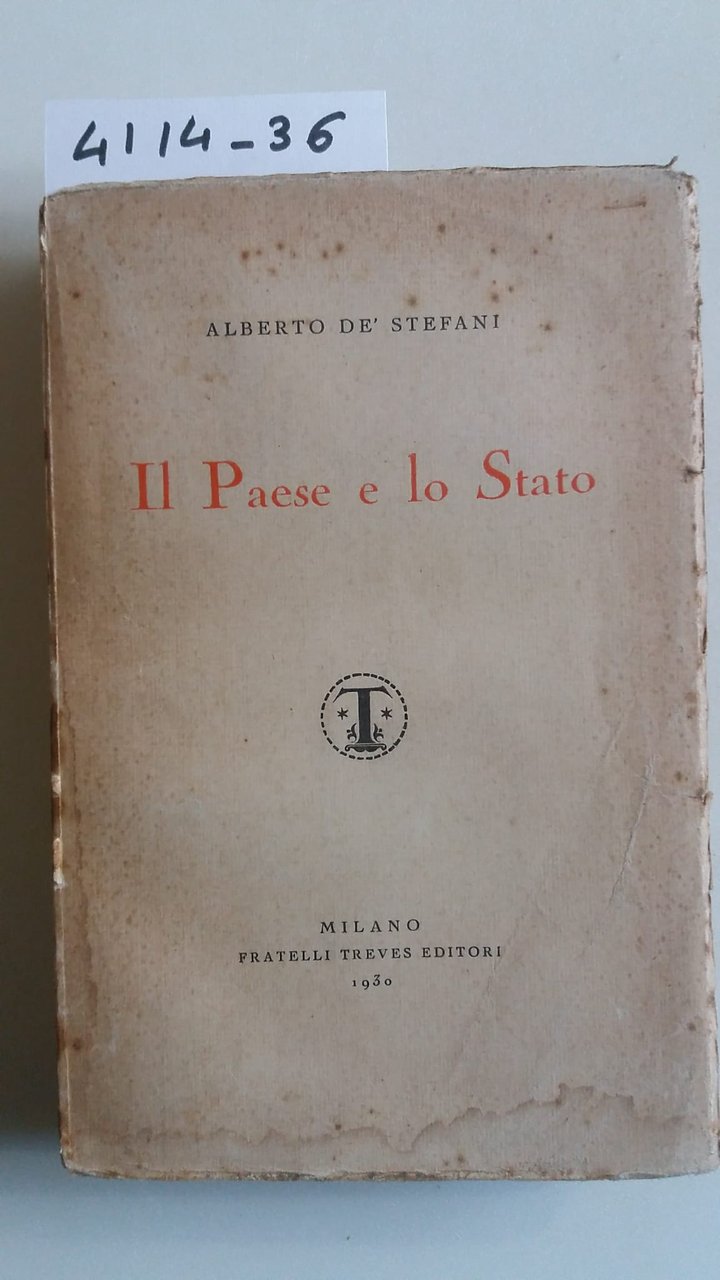 4114-36
ALBERTO DE' STEFANI
Il Paese e lo Stato
T
MILANO
FRATELLI TREVES EDITORI
1930